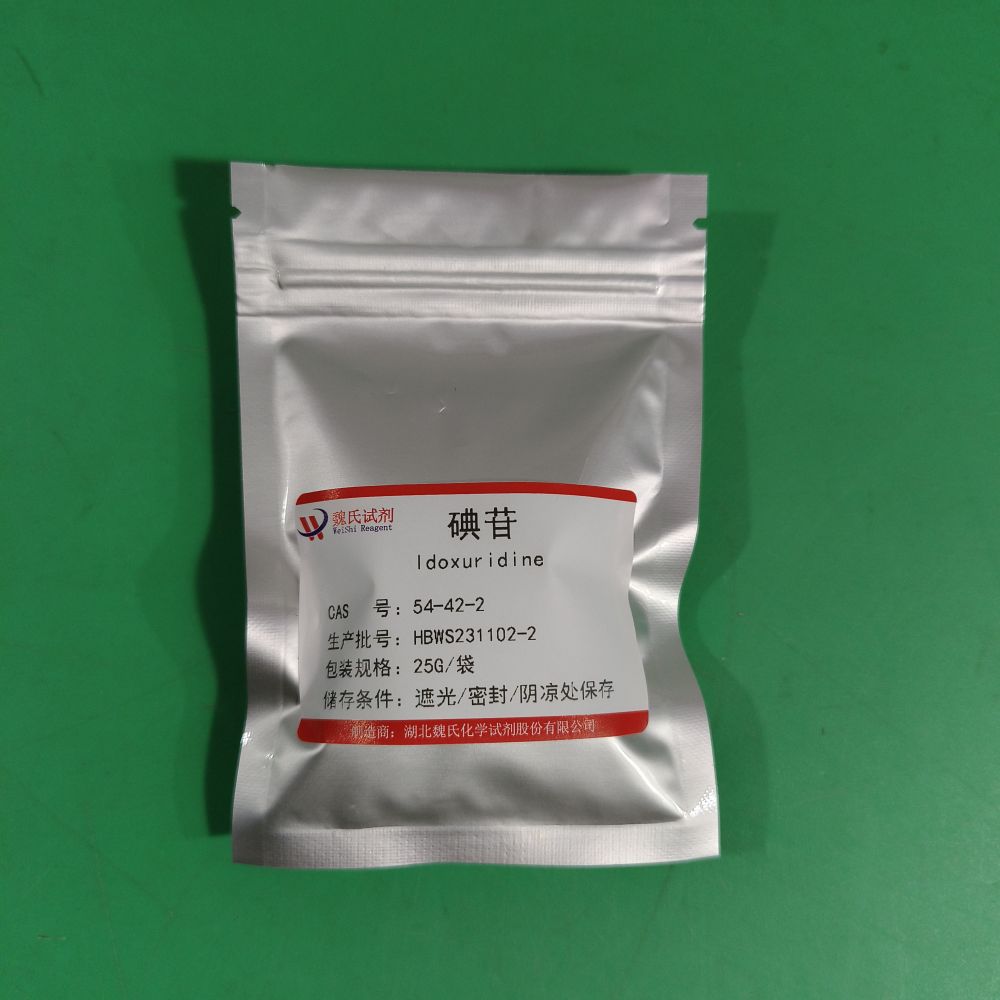 魏氏试剂
WeiShi Reagent
碘苷
Idoxuridine
CAS 号：54-42-2
生产批号：HBWS231102-2
包装规格：25G/袋
储存条件：遮光/密封/阴凉处保存
制造商：湖北魏氏化学试剂股份有限公司